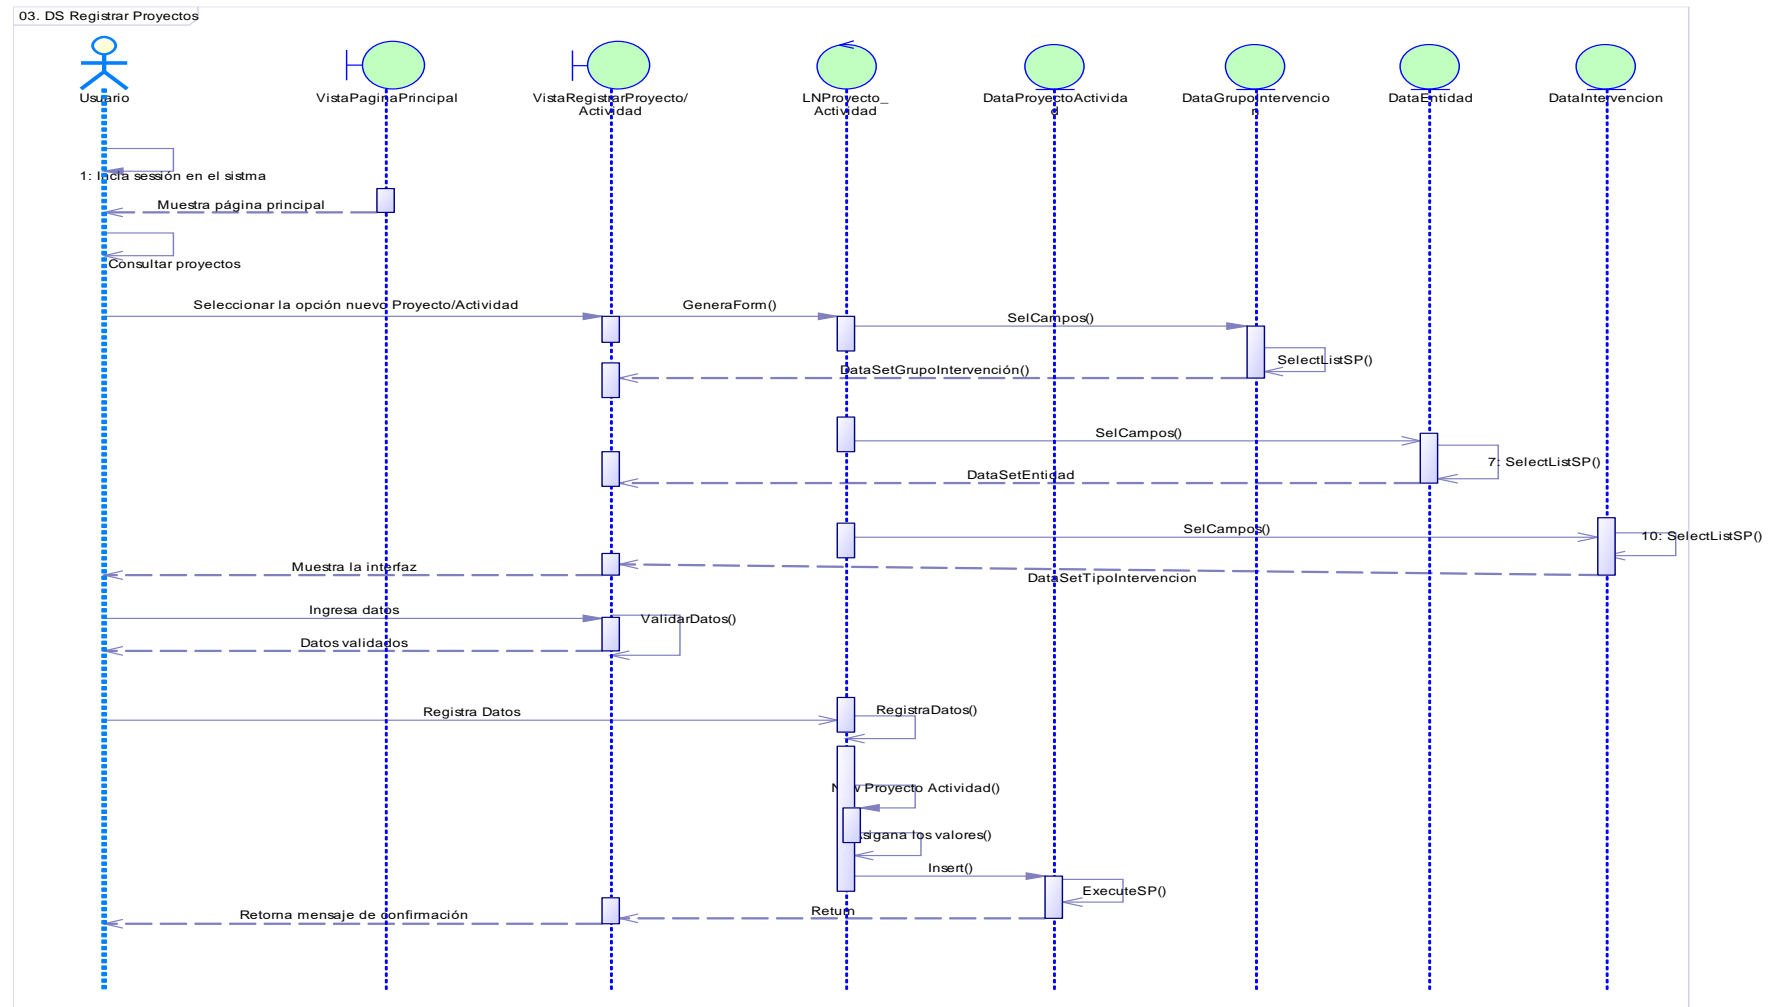 03. DS Registrar Proyectos
Usuario
VistaPaginaPrincipal
VistaRegistrarProyecto/
Actividad
LNProyecto_
Actividad
DataProyectoActivida
d
DataGrupoIntervencio
n
DataEntidad
DataIntervencion
1: Incia sessión en el sistma
Muestra página principal
Consultar proyectos
Seleccionar la opción nuevo Proyecto/Actividad
GeneraForm()
SelCampos()
SelectListSP()
DataSetGrupoIntervención()
SelCampos()
7: SelectListSP()
DataSetEntidad
SelCampos()
10: SelectListSP()
Muestra la interfaz
DataSetTipoIntervencion
Ingresa datos
ValidarDatos()
Datos validados
Registra Datos
RegistraDatos()
Proyecto Actividad()
los valores()
Insert()
ExecuteSP()
Return
Retorna mensaje de confirmación